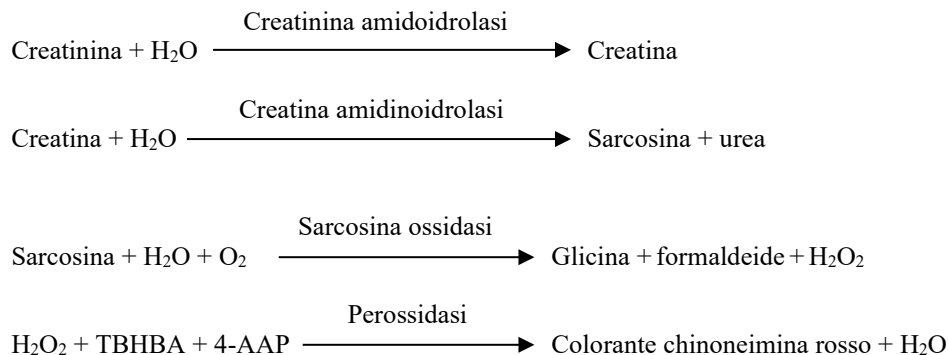 Creatinina amidoidrolasi
Creatinina + H₂O Creatina
Creatina amidinoidrolasi
Creatina + H₂O Sarcosina + urea
Sarcosina ossidasi
Sarcosina + H₂O + O₂ Glicina + formaldeide + H₂O₂
Perossidasi
H₂O₂ + TBHBA + 4-AAP Colorante chinoneimina rosso + H₂O